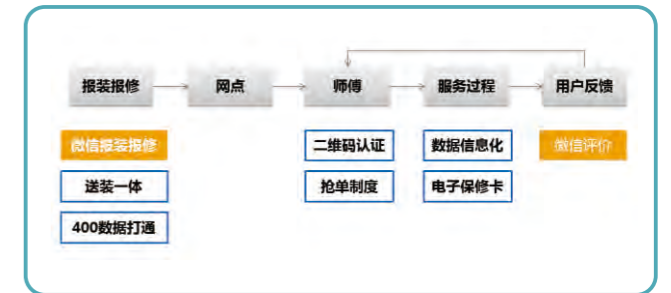 报装报修 网点 师傅 服务过程 用户反馈
微信报装报修 二维码认证 数据信息化 微信评价
送装一体 抢单制度 电子保修卡
400数据打通